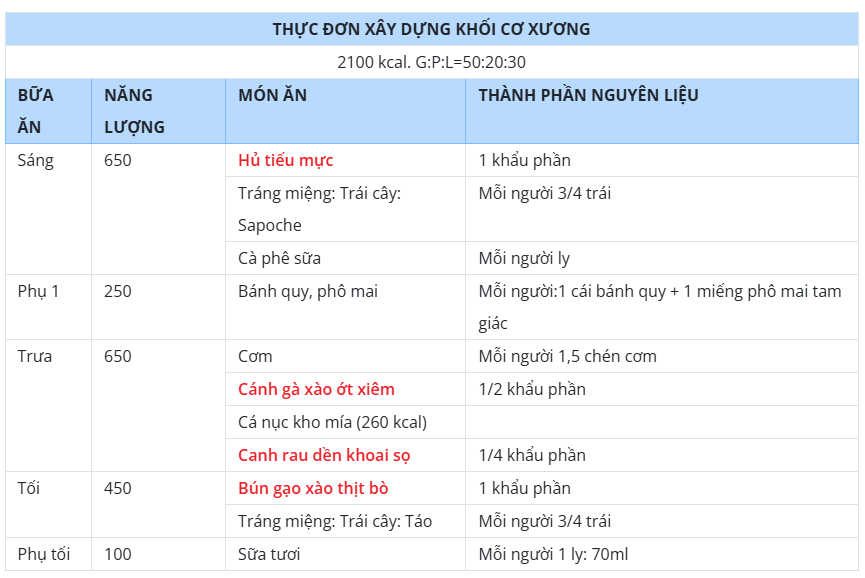 THỰC ĐƠN XÂY DỰNG KHỐI CƠ XƯƠNG
2100 kcal. G:P:L=50:20:30
BỮA ĂN NĂNG LƯỢNG MÓN ĂN THÀNH PHẦN NGUYÊN LIỆU
Sáng 650 Hủ tiếu mực 1 khẩu phần
Tráng miệng: Trái cây: Sapoche Mỗi người 3/4 trái
Cà phê sữa Mỗi người ly
Phụ 1 250 Bánh quy, phô mai Mỗi người:1 cái bánh quy + 1 miếng phô mai tam giác
Trưa 650 Cơm Mỗi người 1,5 chén cơm
Cánh gà xào ớt xiêm 1/2 khẩu phần
Cá nục kho mía (260 kcal)
Canh rau dền khoai sọ 1/4 khẩu phần
Tối 450 Bún gạo xào thịt bò 1 khẩu phần
Tráng miệng: Trái cây: Táo Mỗi người 3/4 trái
Phụ tối 100 Sữa tươi Mỗi người 1 ly: 70ml